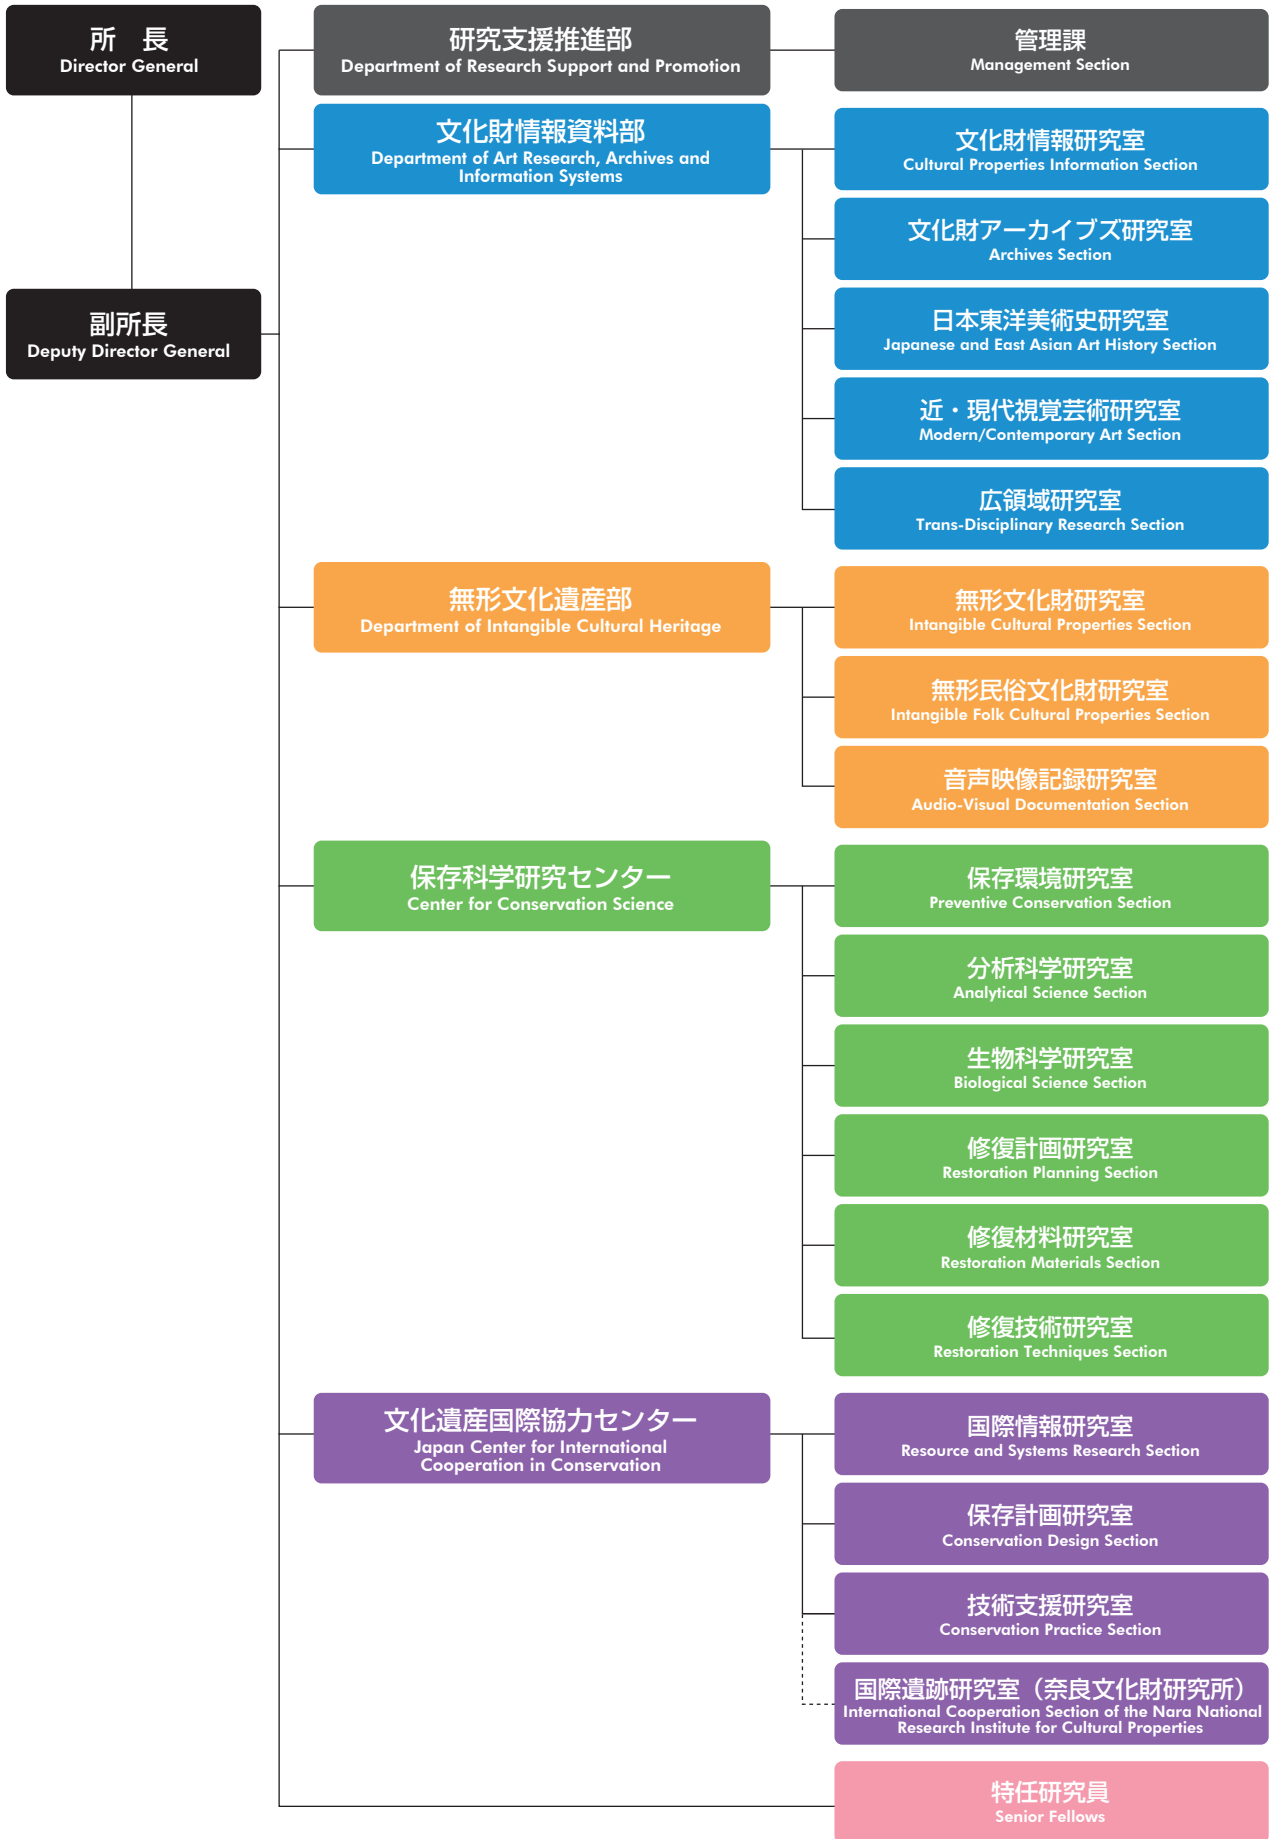 所　長
Director General
副所長
Deputy Director General
研究支援推進部
Department of Research Support and Promotion
管理課
Management Section
文化財情報資料部
Department of Art Research, Archives and
Information Systems
文化財情報研究室
Cultural Properties Information Section
文化財アーカイブズ研究室
Archives Section
日本東洋美術史研究室
Japanese and East Asian Art History Section
近・現代視覚芸術研究室
Modern/Contemporary Art Section
広領域研究室
Trans-Disciplinary Research Section
無形文化遺産部
Department of Intangible Cultural Heritage
無形文化財研究室
Intangible Cultural Properties Section
無形民俗文化財研究室
Intangible Folk Cultural Properties Section
音声映像記録研究室
Audio-Visual Documentation Section
保存科学研究センター
Center for Conservation Science
保存環境研究室
Preventive Conservation Section
分析科学研究室
Analytical Science Section
生物科学研究室
Biological Science Section
修復計画研究室
Restoration Planning Section
修復材料研究室
Restoration Materials Section
修復技術研究室
Restoration Techniques Section
文化遺産国際協力センター
Japan Center for International
Cooperation in Conservation
国際情報研究室
Resource and Systems Research Section
保存計画研究室
Conservation Design Section
技術支援研究室
Conservation Practice Section
国際遺跡研究室（奈良文化財研究所）
International Cooperation Section of the Nara National
Research Institute for Cultural Properties
特任研究員
Senior Fellows